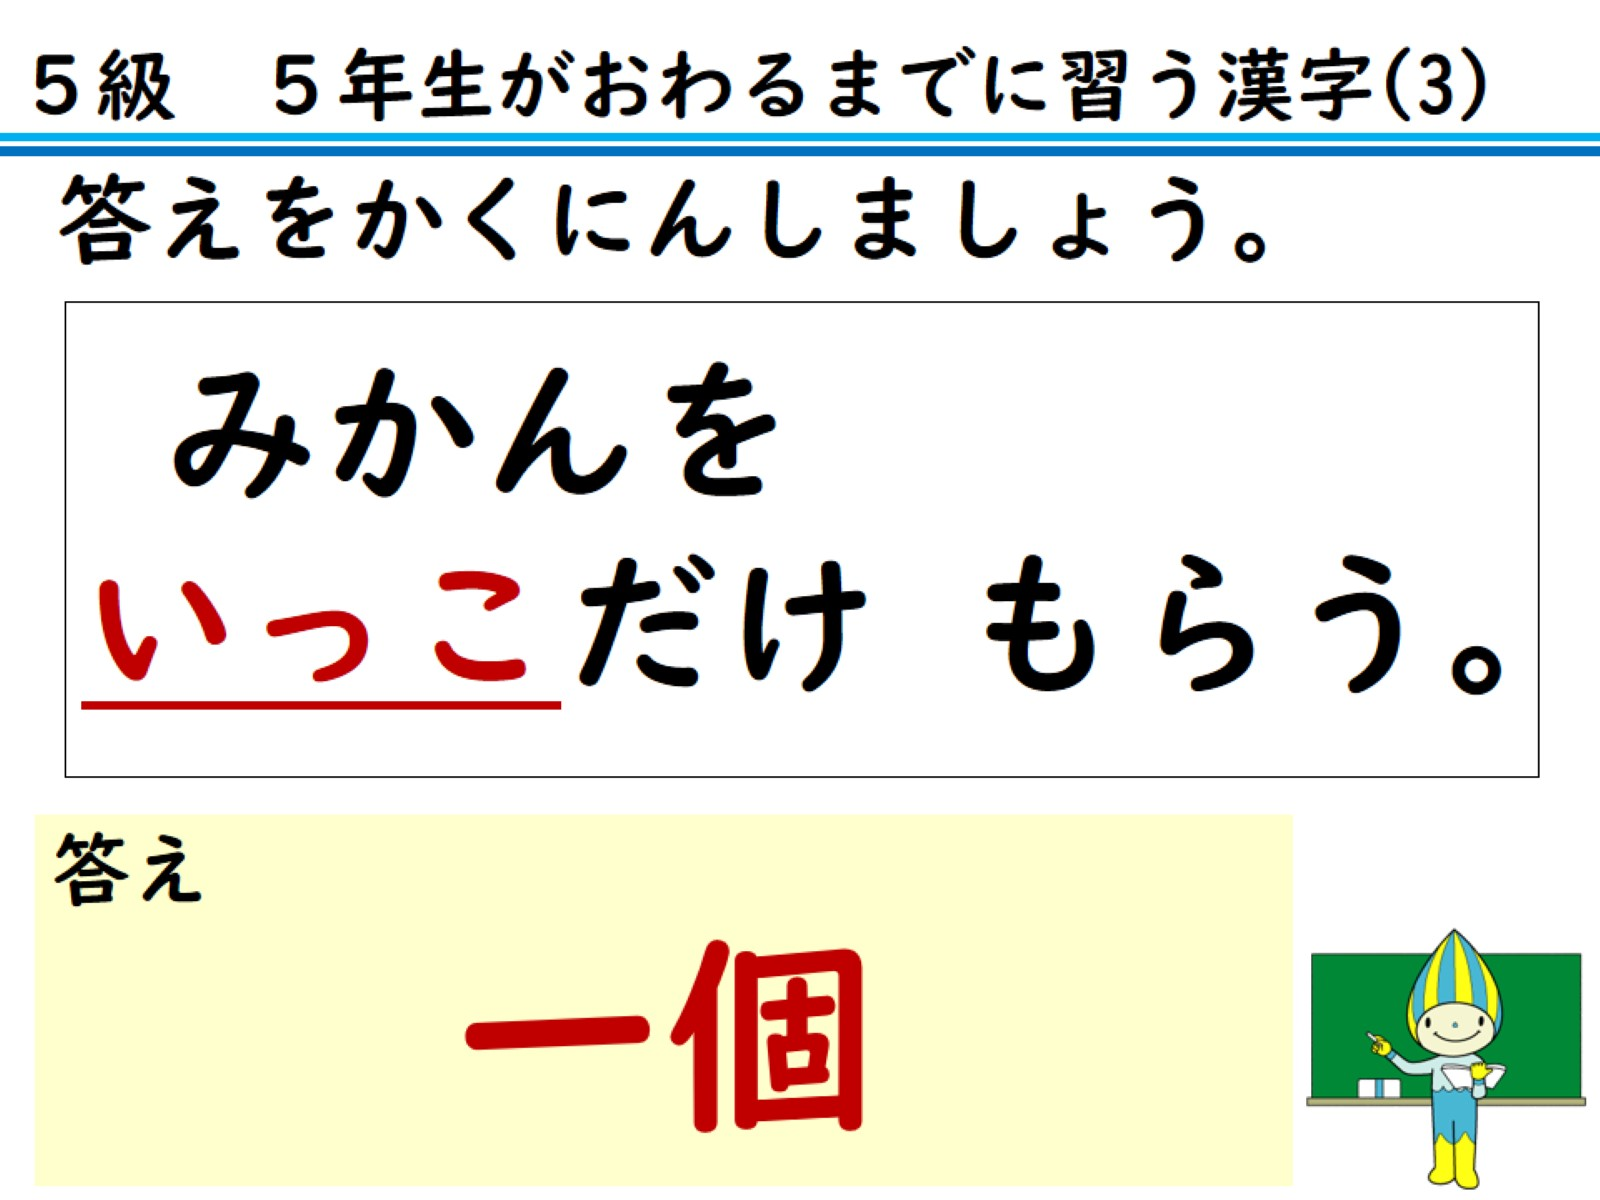 ５級　５年生がおわるまでに習う漢字(3)
答えをかくにんしましょう。
みかんを
いっこだけ もらう。
答え
一個